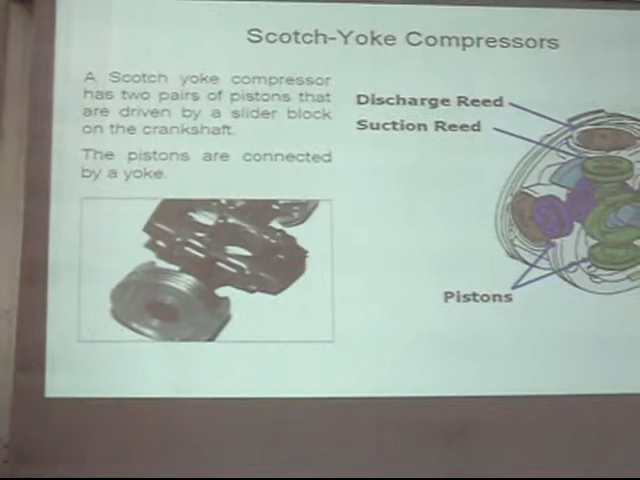 Scotch-Yoke Compressors
A Scotch yoke compressor
has two pairs of pistons that
are driven by a slider block
on the crankshaft.
The pistons are connected
by a yoke.
Discharge Reed
Suction Reed
Pistons